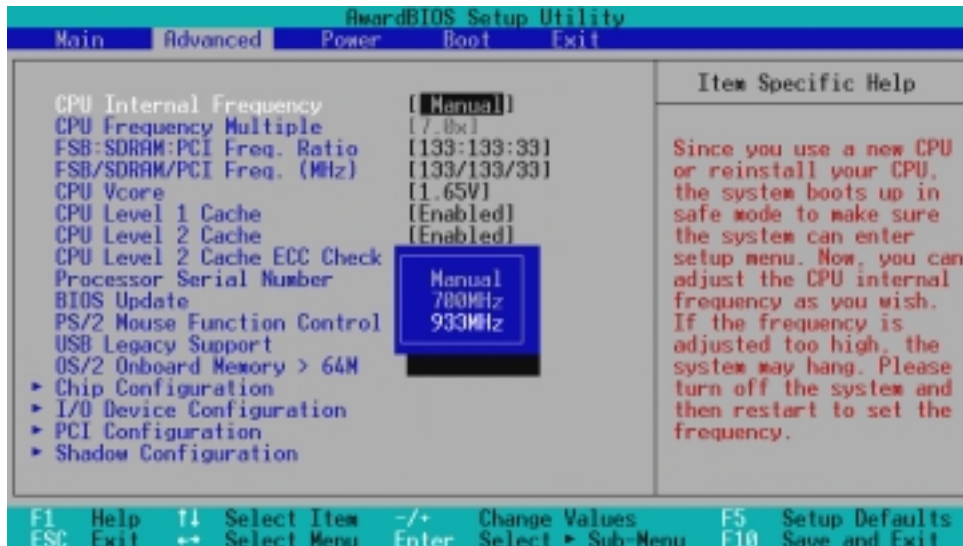 AwardBIOS Setup Utility
Main Advanced Power Boot Exit
CPU Internal Frequency [ Manual]
CPU Frequency Multiple [7.0x]
FSB:SDRAM:PCI Freq. Ratio [133:133:33]
FSB/SDRAM/PCI Freq. (MHz) [133/133/33]
CPU Vcore [1.65V]
CPU Level 1 Cache [Enabled]
CPU Level 2 Cache [Enabled]
CPU Level 2 Cache ECC Check
Processor Serial Number
BIOS Update
PS/2 Mouse Function Control
USB Legacy Support
OS/2 Onboard Memory > 64M
► Chip Configuration
► I/O Device Configuration
► PCI Configuration
► Shadow Configuration
Manual
700MHz
933MHz
Item Specific Help
Since you use a new CPU
or reinstall your CPU,
the system boots up in
safe mode to make sure
the system can enter
setup menu. Now, you can
adjust the CPU internal
frequency as you wish.
If the frequency is
adjusted too high, the
system may hang. Please
turn off the system and
then restart to set the
frequency.
F1 Help ↑↓ Select Item -/+ Change Values F5 Setup Defaults
ESC Exit ←→ Select Menu Enter Select ► Sub-Menu F10 Save and Exit